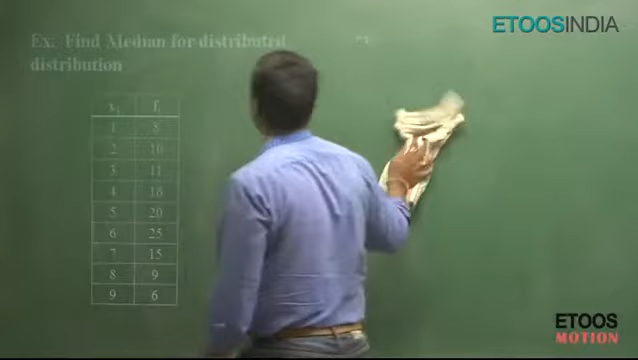 ETOOSINDIA
Ex: Find Median for distributed
distribution
xi fi
1 8
2 10
3 11
4 16
5 20
6 25
7 15
8 9
9 6
ETOOS
MOTION